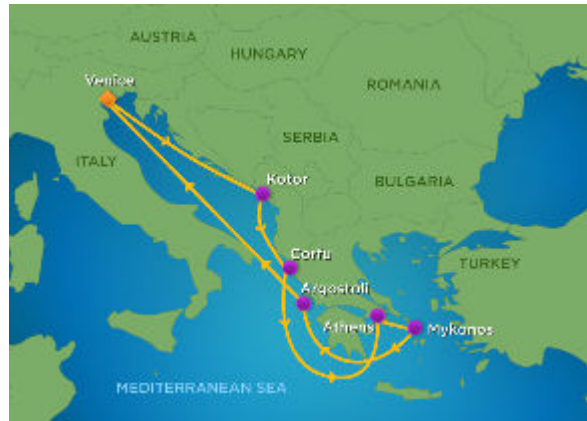 AUSTRIA
HUNGARY
Venice
ROMANIA
SERBIA
ITALY
Kotor
BULGARIA
Corfu
TURKEY
Argostoli
Athens
Mykonos
MEDITERRANEAN SEA